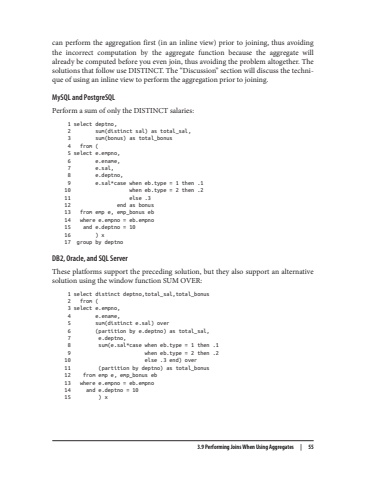 can perform the aggregation first (in an inline view) prior to joining, thus avoiding
the incorrect computation by the aggregate function because the aggregate will
already be computed before you even join, thus avoiding the problem altogether. The
solutions that follow use DISTINCT. The “Discussion” section will discuss the techni-
que of using an inline view to perform the aggregation prior to joining.
MySQL and PostgreSQL
Perform a sum of only the DISTINCT salaries:
1 select deptno,
2        sum(distinct sal) as total_sal,
3        sum(bonus) as total_bonus
4   from (
5 select e.empno,
6        e.ename,
7        e.sal,
8        e.deptno,
9        e.sal*case when eb.type = 1 then .1
10                  when eb.type = 2 then .2
11                  else .3
12              end as bonus
13   from emp e, emp_bonus eb
14  where e.empno = eb.empno
15    and e.deptno = 10
16        ) x
17  group by deptno
DB2, Oracle, and SQL Server
These platforms support the preceding solution, but they also support an alternative
solution using the window function SUM OVER:
1 select distinct deptno,total_sal,total_bonus
2   from (
3 select e.empno,
4        e.ename,
5        sum(distinct e.sal) over
6        (partition by e.deptno) as total_sal,
7         e.deptno,
8         sum(e.sal*case when eb.type = 1 then .1
9                        when eb.type = 2 then .2
10                       else .3 end) over
11        (partition by deptno) as total_bonus
12   from emp e, emp_bonus eb
13  where e.empno = eb.empno
14    and e.deptno = 10
15        ) x
3.9 Performing Joins When Using Aggregates | 55